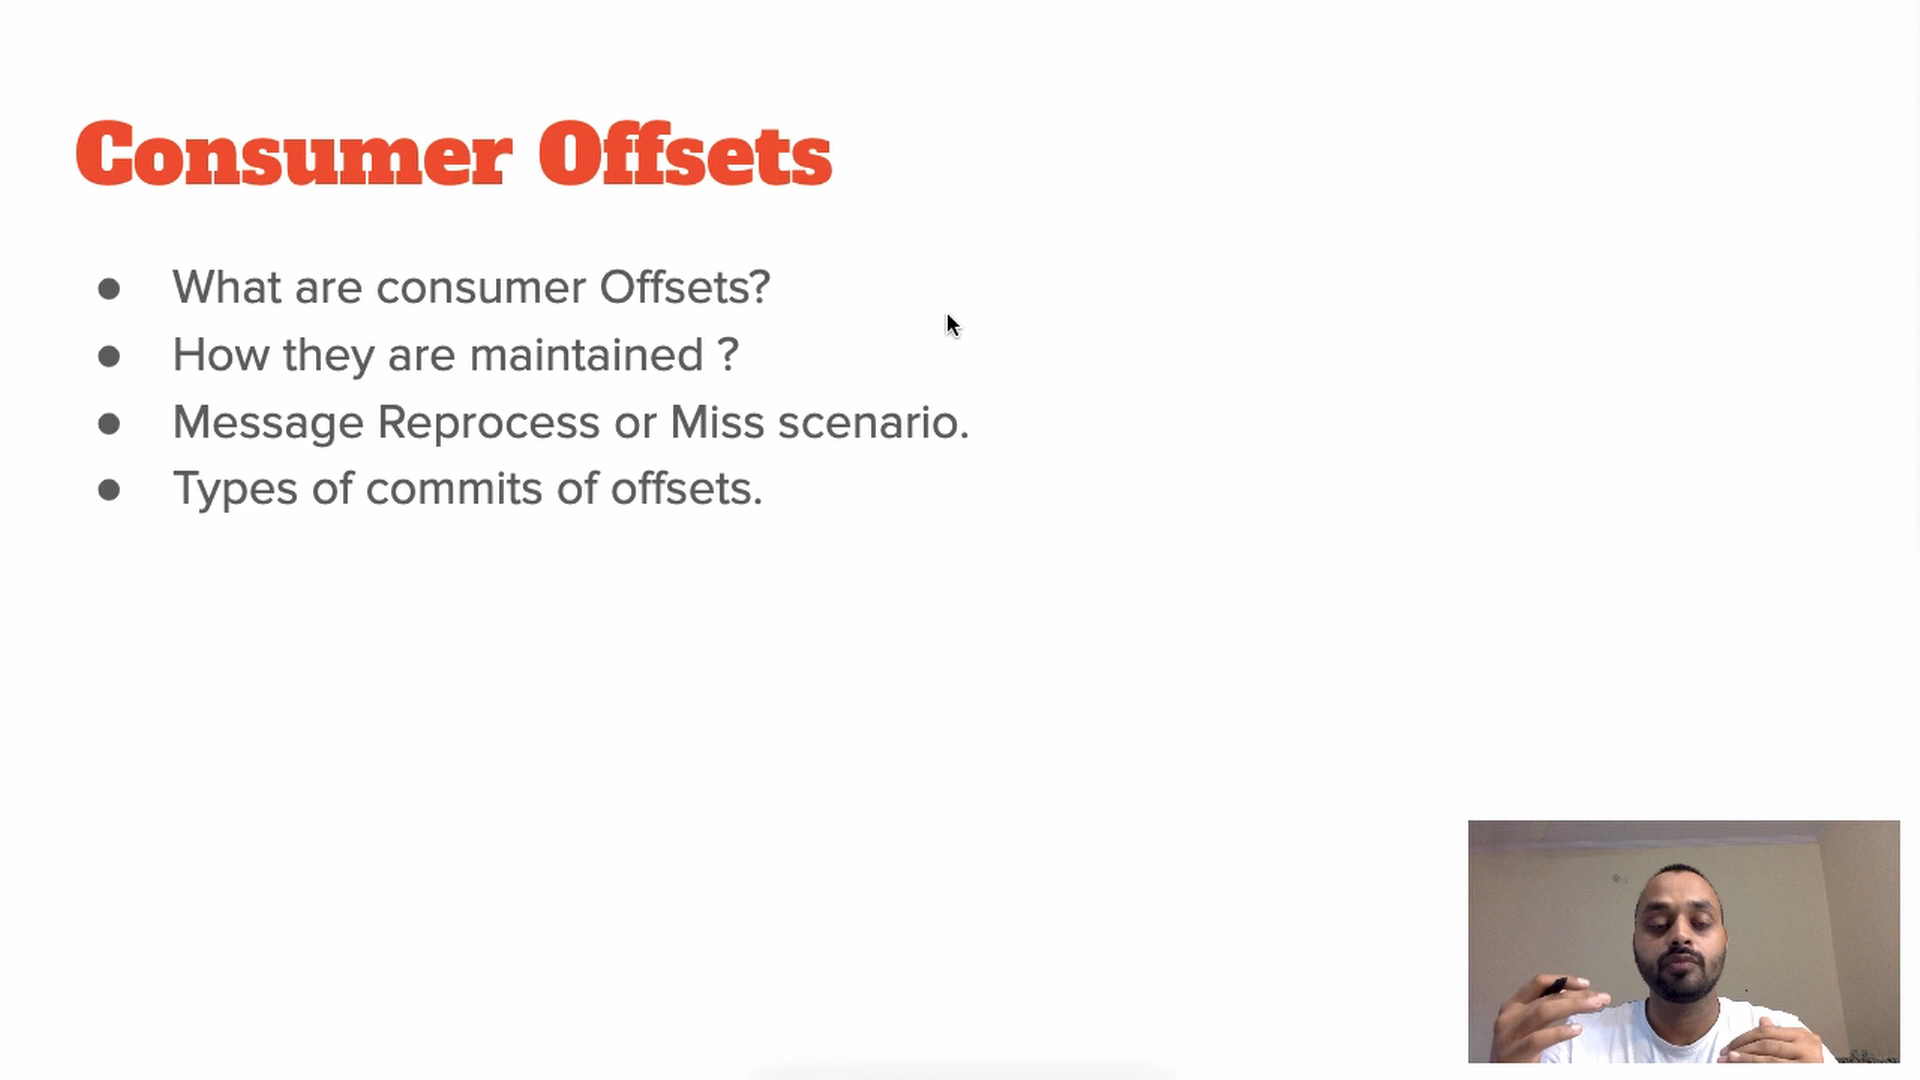 Consumer Offsets
What are consumer Offsets?
How they are maintained ?
Message Reprocess or Miss scenario.
Types of commits of offsets.